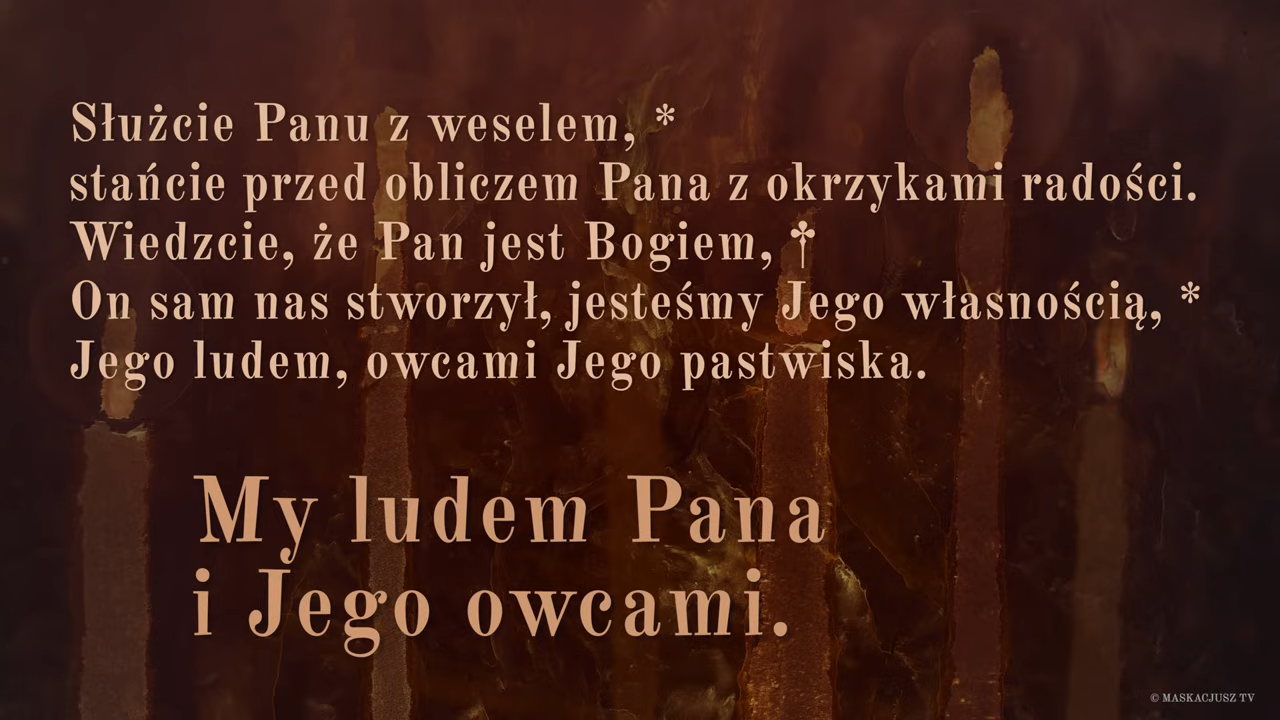 Służcie Panu z weselem, *
stańcie przed obliczem Pana z okrzykami radości.
Wiedzcie, że Pan jest Bogiem, †
On sam nas stworzył, jesteśmy Jego własnością, *
Jego ludem, owcami Jego pastwiska.
My ludem Pana
i Jego owcami.
© MASKACJUSZ TV